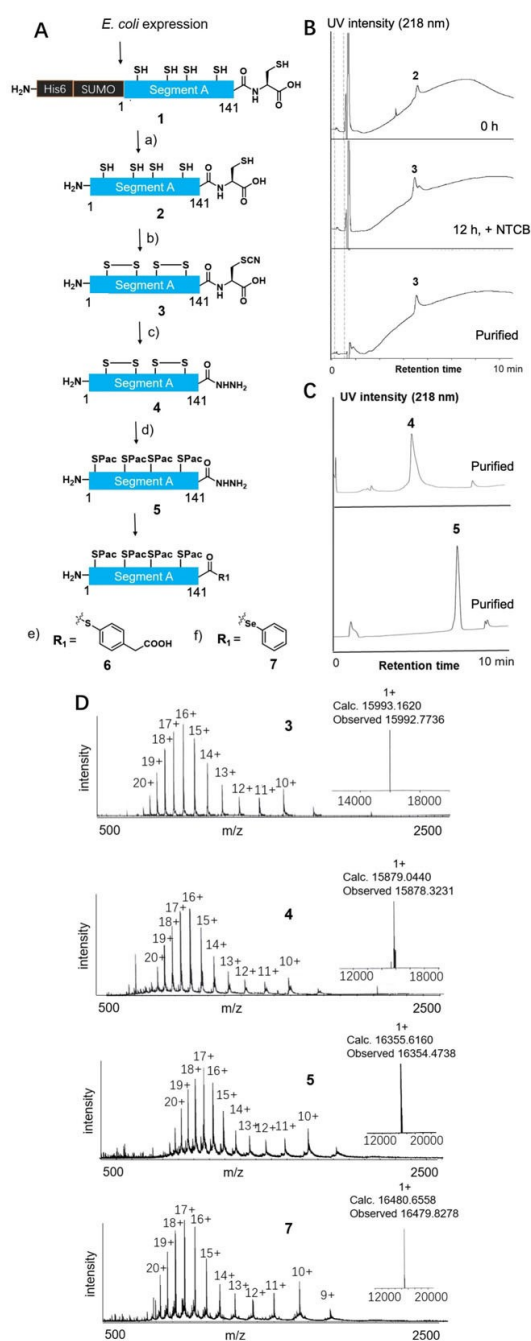 A
E. coli expression
SH SH SH SH
SH
O
H₂N
His6
SUMO
Segment A
N
H
OH
O
1
141
1
a)
SH SH SH SH
SH
O
H₂N
Segment A
N
H
OH
O
1
141
2
b)
S S S S
SCN
O
H₂N
Segment A
N
H
OH
O
1
141
3
c)
S S S S
O
H₂N
Segment A
NHNH₂
1
141
4
d)
SPac SPac SPac SPac
O
H₂N
Segment A
NHNH₂
1
141
5
SPac SPac SPac SPac
O
H₂N
Segment A
R1
1
141
e) R₁ =
S
COOH
6
f) R₁ =
Se
7
B
UV intensity (218 nm)
2
0 h
3
12 h, + NTCB
3
Purified
0
Retention time
10 min
C
UV intensity (218 nm)
4
Purified
5
Purified
0
Retention time
10 min
D
3
1+
Calc. 15993.1620
Observed 15992.7736
intensity
20+ 19+ 18+ 17+ 16+ 15+ 14+ 13+ 12+ 11+ 10+
14000 18000
500 m/z 2500
4
1+
Calc. 15879.0440
Observed 15878.3231
intensity
20+ 19+ 18+ 17+ 16+ 15+ 14+ 13+ 12+ 11+ 10+
12000 18000
500 m/z 2500
5
1+
Calc. 16355.6160
Observed 16354.4738
intensity
20+ 19+ 18+ 17+ 16+ 15+ 14+ 13+ 12+ 11+ 10+
12000 20000
500 m/z 2500
7
1+
Calc. 16480.6558
Observed 16479.8278
intensity
20+ 19+ 18+ 17+ 16+ 15+ 14+ 13+ 12+ 11+ 10+ 9+
12000 20000
500 m/z 2500